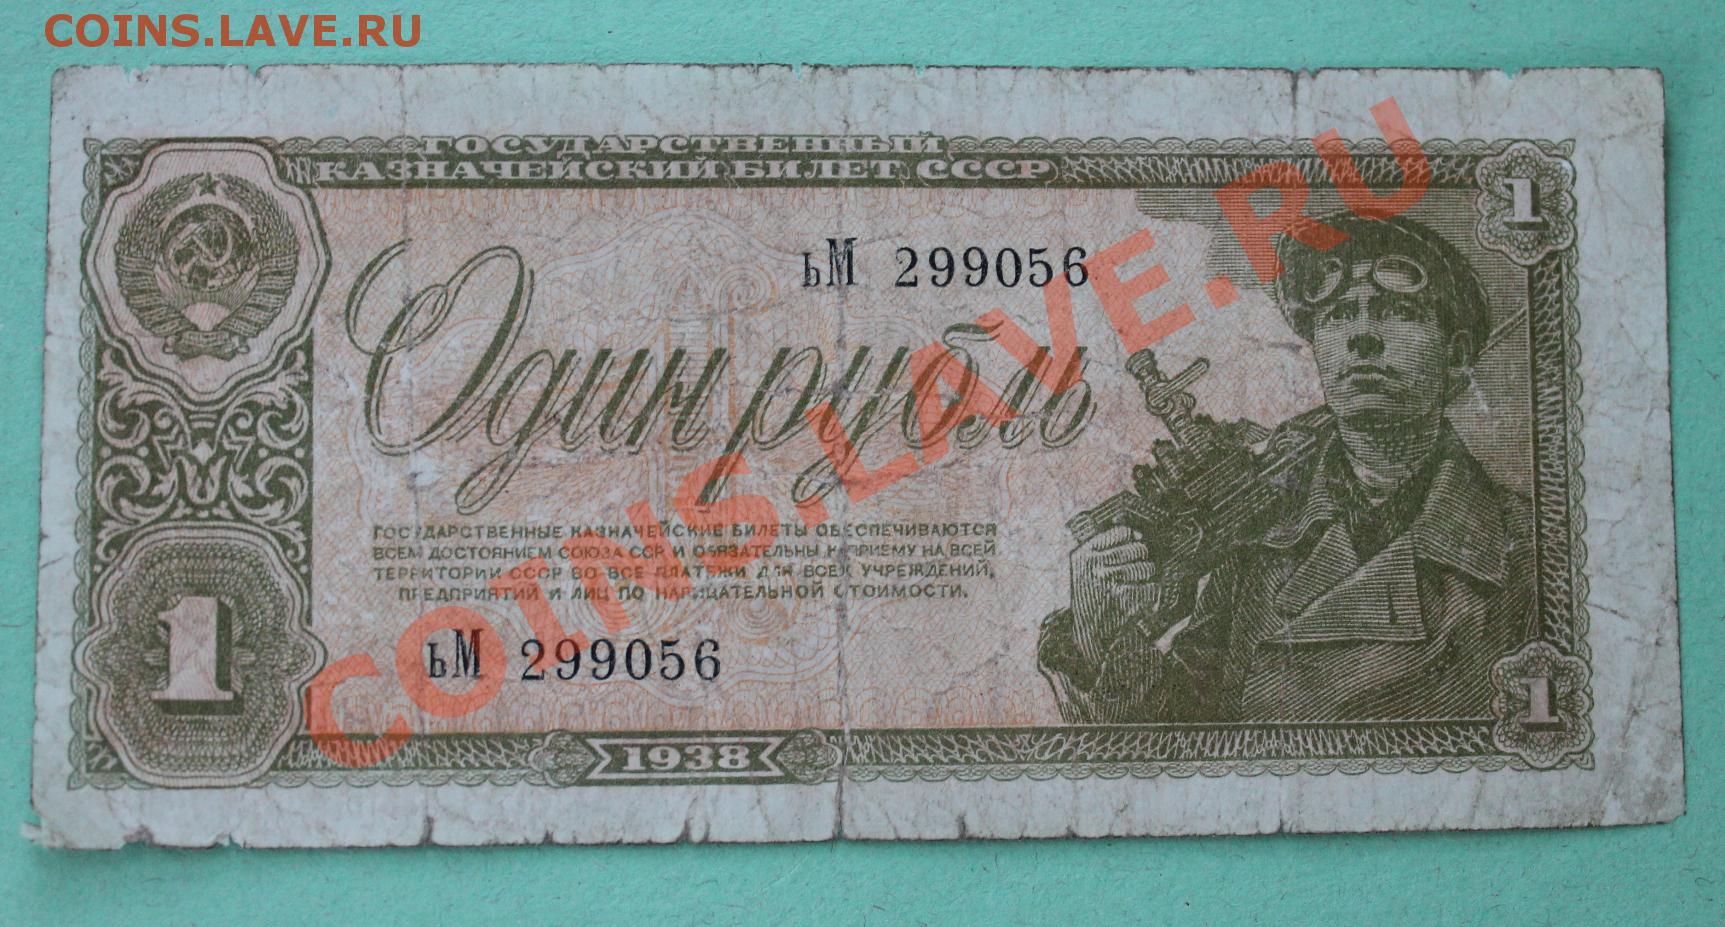 COINS.LAVE.RU
ГОСУДАРСТВЕННЫЙ
КАЗНАЧЕЙСКИЙ БИЛЕТ СССР
1
ьМ 299056
Один рубль
ГОСУДАРСТВЕННЫЕ КАЗНАЧЕЙСКИЕ БИЛЕТЫ ОБЕСПЕЧИВАЮТСЯ
ВСЕМ ДОСТОЯНИЕМ СОЮЗА ССР И ОБЯЗАТЕЛЬНЫ К ПРИЕМУ НА ВСЕЙ
ТЕРРИТОРИИ СССР ВО ВСЕ ПЛАТЕЖИ ДЛЯ ВСЕХ УЧРЕЖДЕНИЙ,
ПРЕДПРИЯТИЙ И ЛИЦ ПО НАРИЦАТЕЛЬНОЙ СТОИМОСТИ.
1
ьМ 299056
1
1938
COINS.LAVE.RU